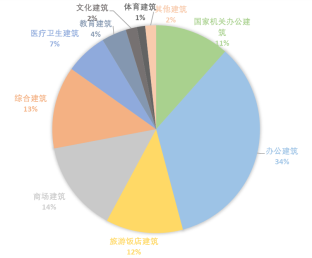 文化建筑
2%
体育建筑
1%
其他建筑
2%
国家机关办公建
筑
11%
教育建筑
4%
医疗卫生建筑
7%
综合建筑
13%
办公建筑
34%
商场建筑
14%
旅游饭店建筑
12%